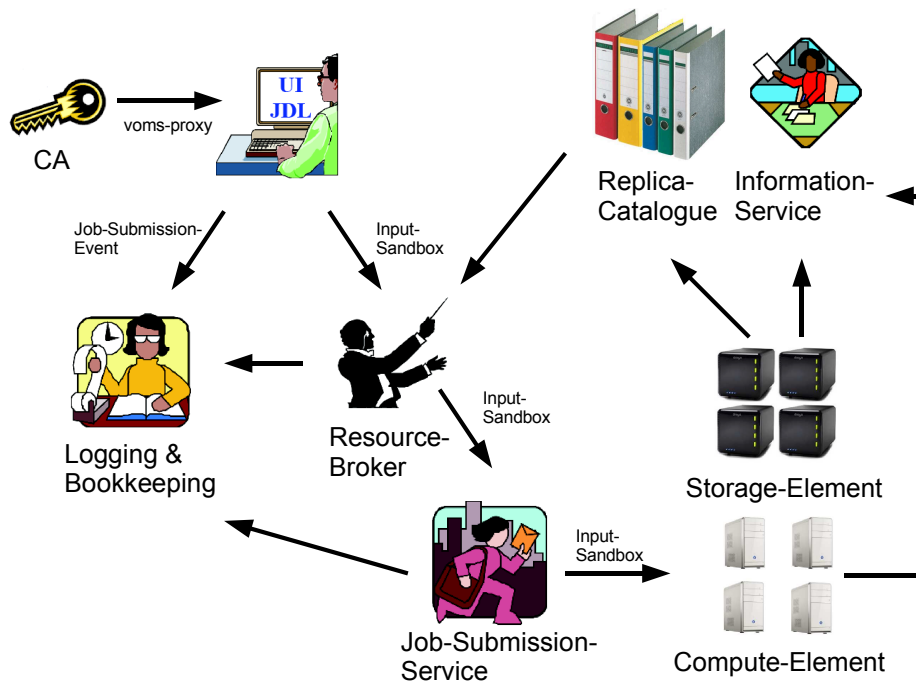 UI
JDL
voms-proxy
CA
Replica-
Catalogue
Information-
Service
Job-Submission-
Event
Input-
Sandbox
Input-
Sandbox
Resource-
Broker
Logging &
Bookkeeping
Storage-Element
Input-
Sandbox
Job-Submission-
Service
Compute-Element